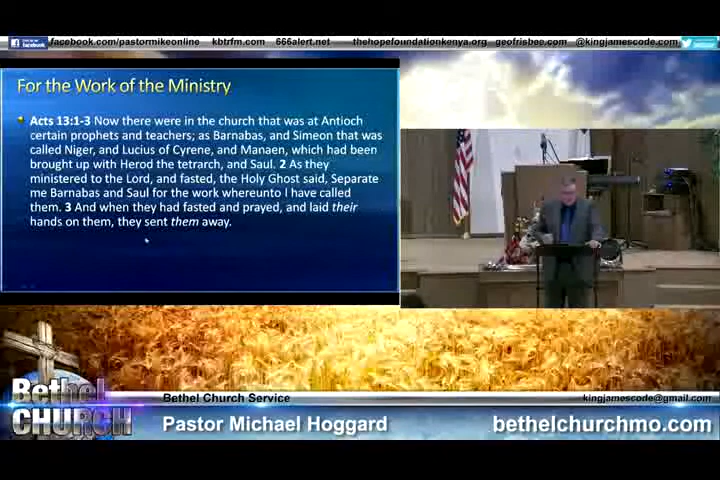 facebook.com/pastormikeonline kbtrfm.com 666alert.net thehopefoundationkenya.org geofrisbee.com @kingjamescode.com
For the Work of the Ministry
Acts 13:1-3 Now there were in the church that was at Antioch
certain prophets and teachers; as Barnabas, and Simeon that was
called Niger, and Lucius of Cyrene, and Manaen, which had been
brought up with Herod the tetrarch, and Saul. 2 As they
ministered to the Lord, and fasted, the Holy Ghost said, Separate
me Barnabas and Saul for the work whereunto I have called
them. 3 And when they had fasted and prayed, and laid their
hands on them, they sent them away.
Bethel
CHURCH
Bethel Church Service kingjamescode@gmail.com
Pastor Michael Hoggard bethelchurchmo.com